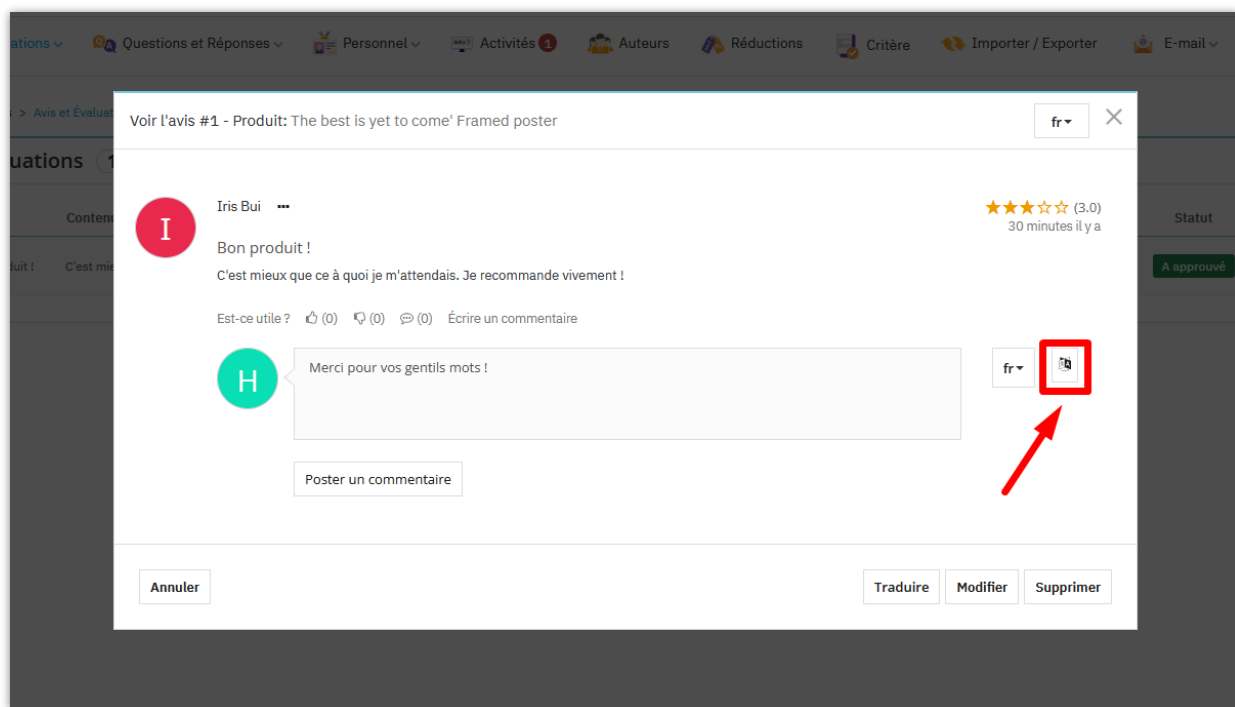 ations
Questions et Réponses
Personnel
Activités 1
Auteurs
Réductions
Critère
Importer / Exporter
E-mail
> Avis et Évaluat
Voir l'avis #1 - Produit: The best is yet to come' Framed poster
fr
uations 1
Contenu
Statut
I
Iris Bui
(3.0)
30 minutes il y a
Bon produit !
C'est mieux que ce à quoi je m'attendais. Je recommande vivement !
duit !
C'est mie
A approuvé
Est-ce utile ? (0) (0) (0) Écrire un commentaire
H
Merci pour vos gentils mots !
fr
Poster un commentaire
Annuler
Traduire
Modifier
Supprimer